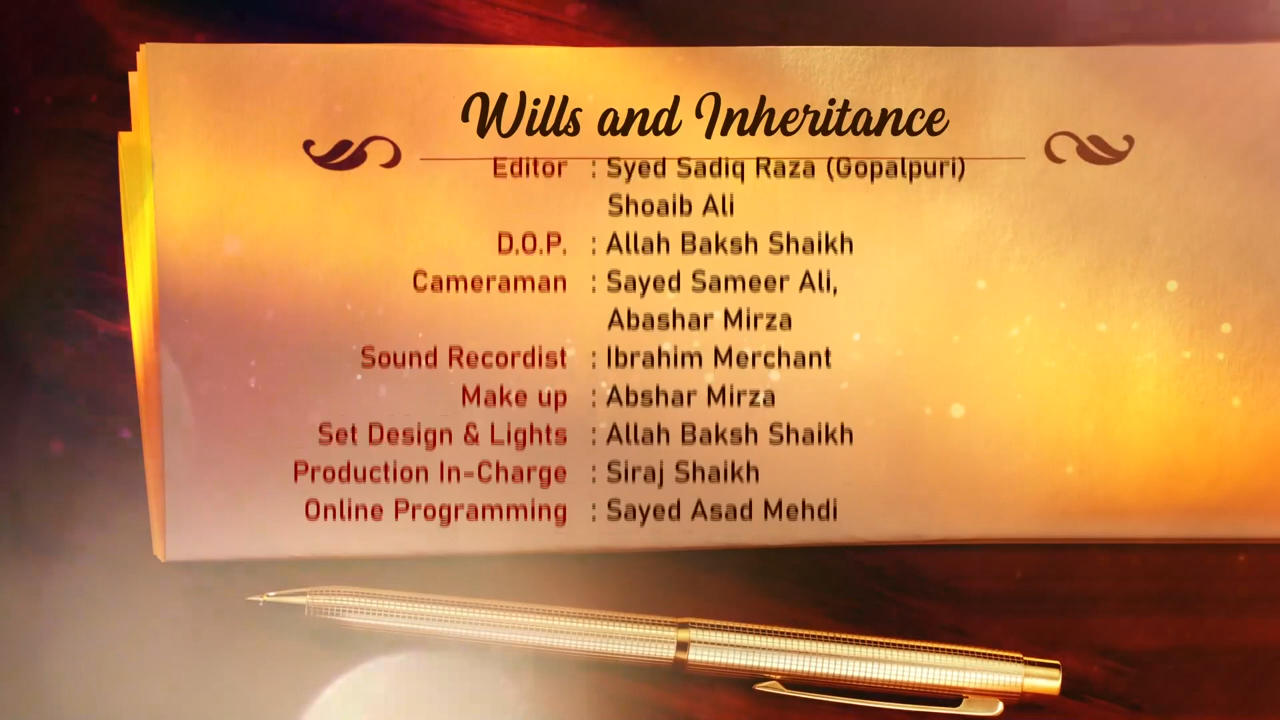 Wills and Inheritance
Editor : Syed Sadiq Raza (Gopalpuri)
Shoaib Ali
D.O.P. : Allah Baksh Shaikh
Cameraman : Sayed Sameer Ali,
Abashar Mirza
Sound Recordist : Ibrahim Merchant
Make up : Abshar Mirza
Set Design & Lights : Allah Baksh Shaikh
Production In-Charge : Siraj Shaikh
Online Programming : Sayed Asad Mehdi